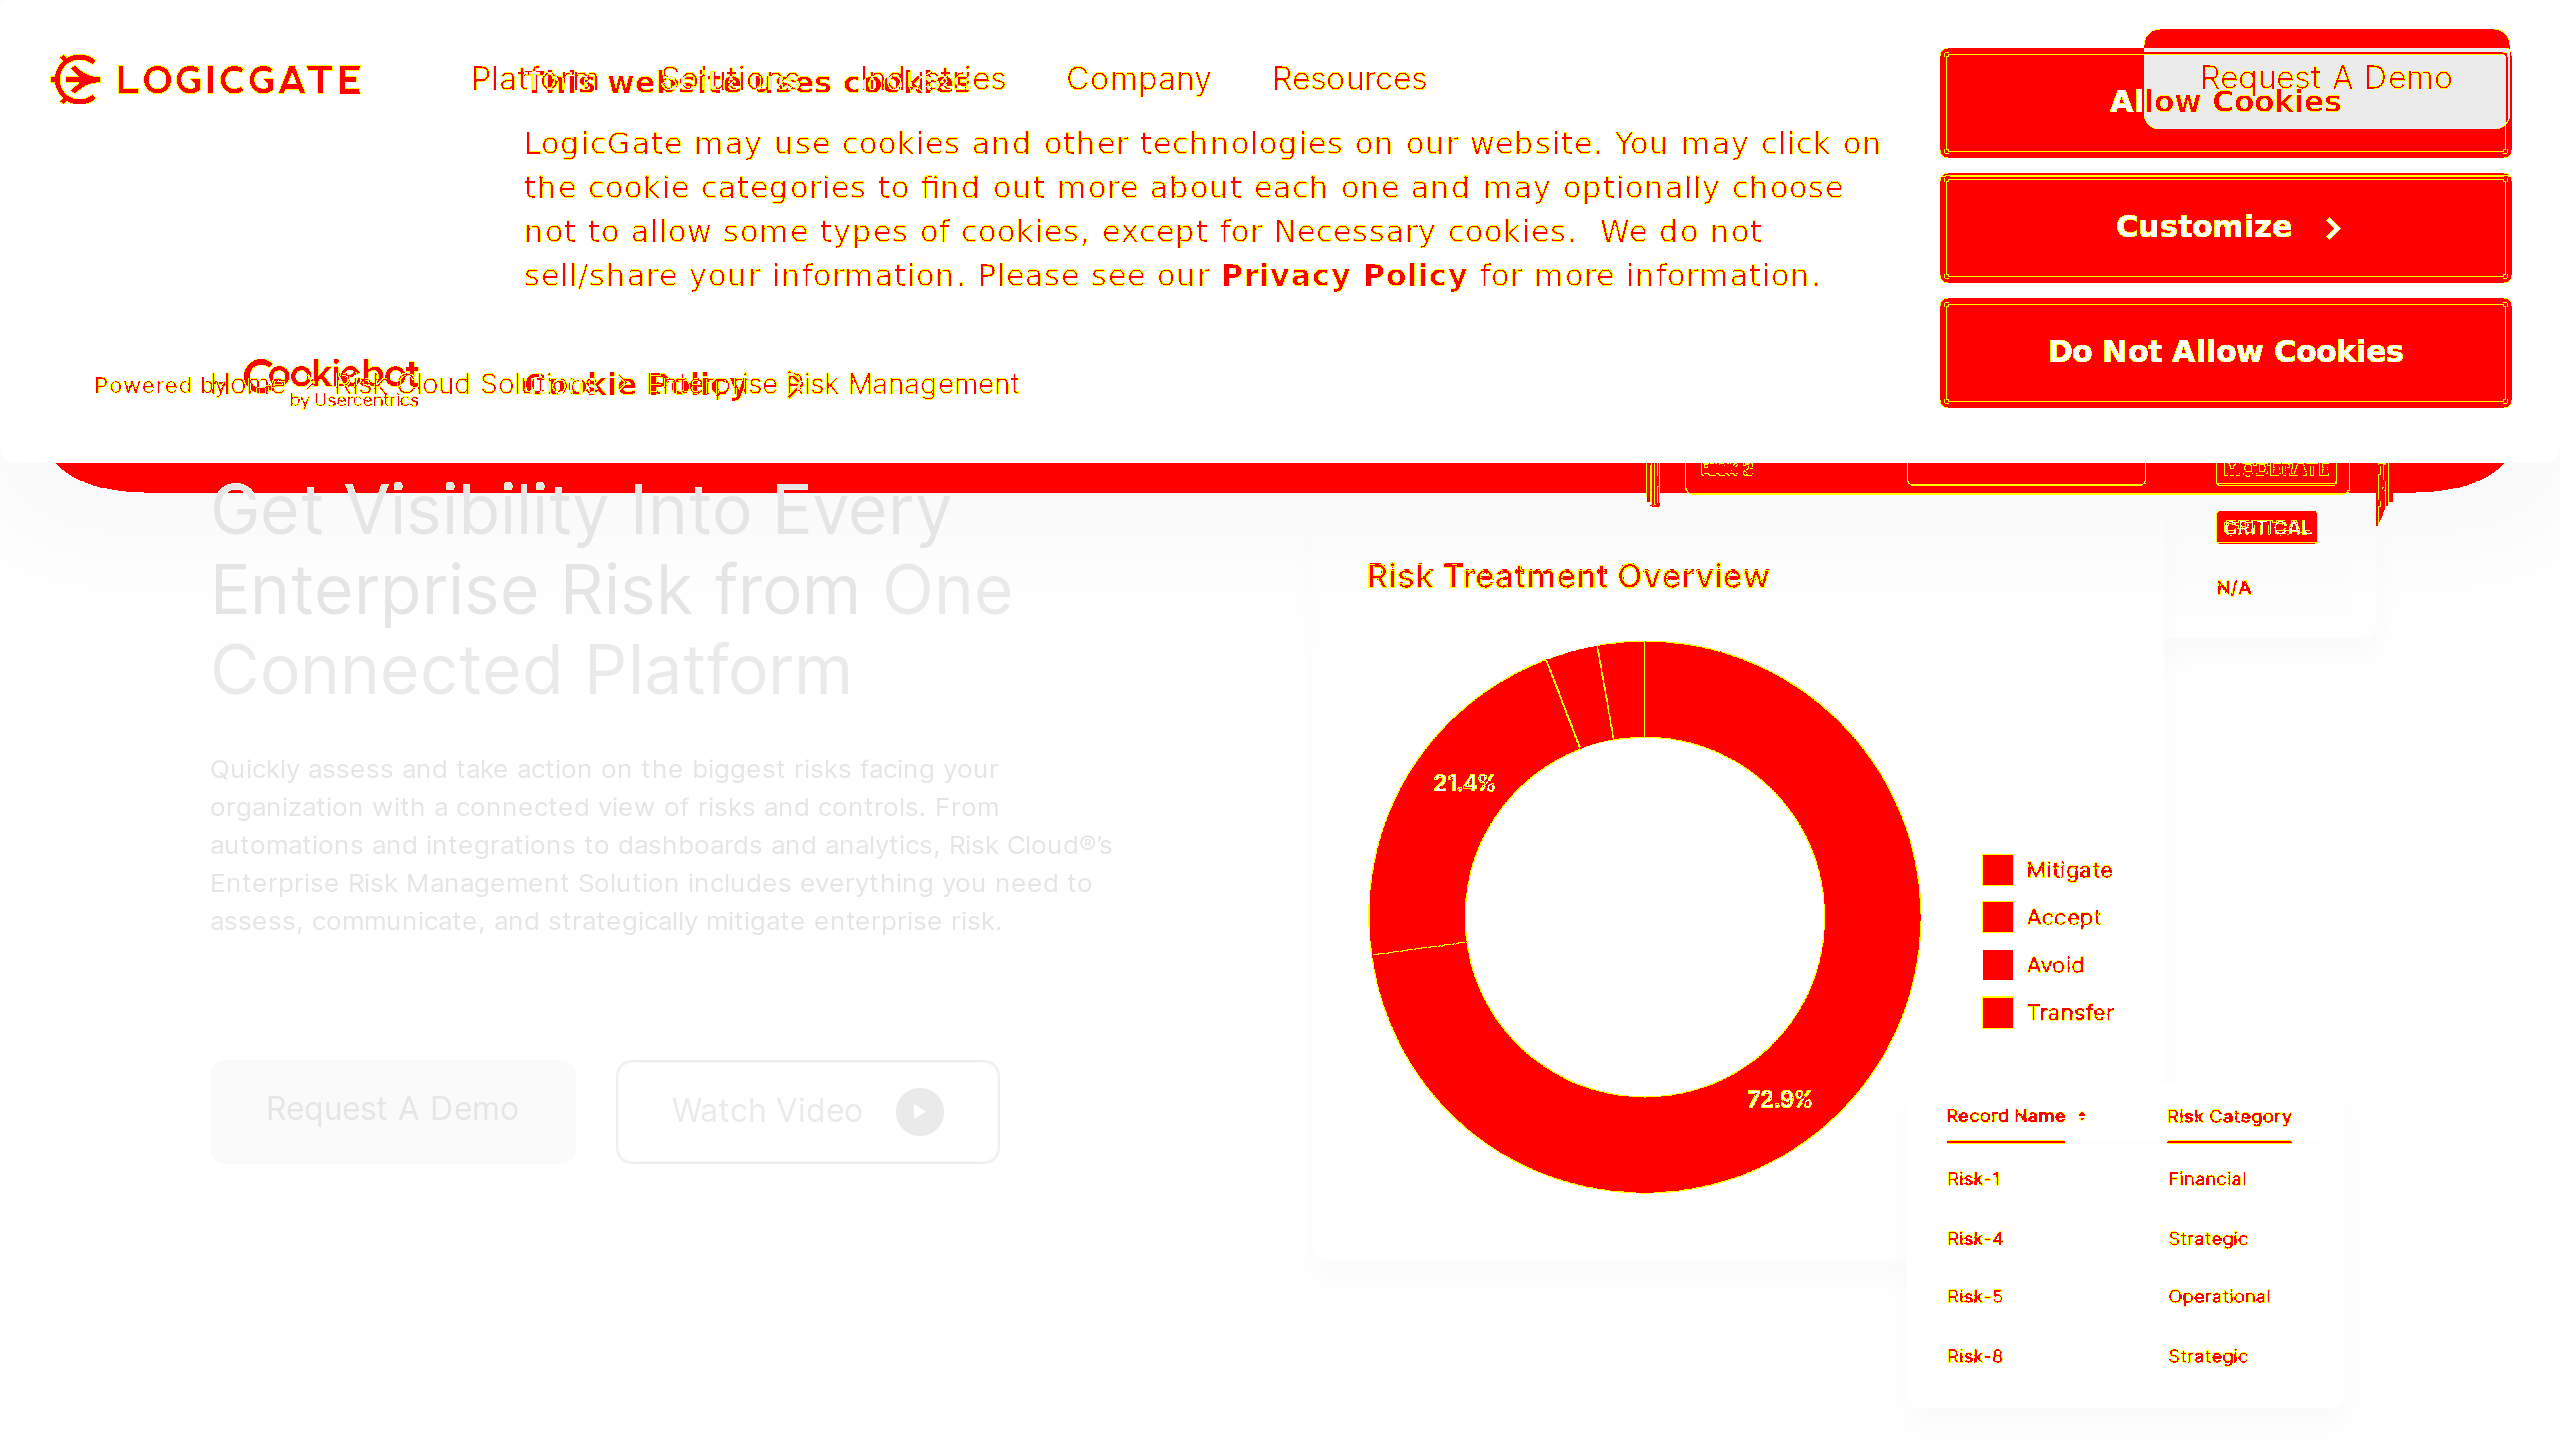 LOGICGATE
Platform Solutions Industries Company Resources
Request A Demo
This website uses cookies
LogicGate may use cookies and other technologies on our website. You may click on
the cookie categories to find out more about each one and may optionally choose
not to allow some types of cookies, except for Necessary cookies. We do not
sell/share your information. Please see our Privacy Policy for more information.
Allow Cookies
Customize
Do Not Allow Cookies
Powered by Cookiebot
by Usercentrics
Cookie Policy
Home > Risk Cloud Solutions > Enterprise Risk Management
Get Visibility Into Every
Enterprise Risk from One
Connected Platform
Quickly assess and take action on the biggest risks facing your
organization with a connected view of risks and controls. From
automations and integrations to dashboards and analytics, Risk Cloud®’s
Enterprise Risk Management Solution includes everything you need to
assess, communicate, and strategically mitigate enterprise risk.
Request A Demo
Watch Video
MODERATE
CRITICAL
N/A
Risk Treatment Overview
21.4%
72.9%
Mitigate
Accept
Avoid
Transfer
Record Name Risk Category
Risk-1 Financial
Risk-4 Strategic
Risk-5 Operational
Risk-8 Strategic